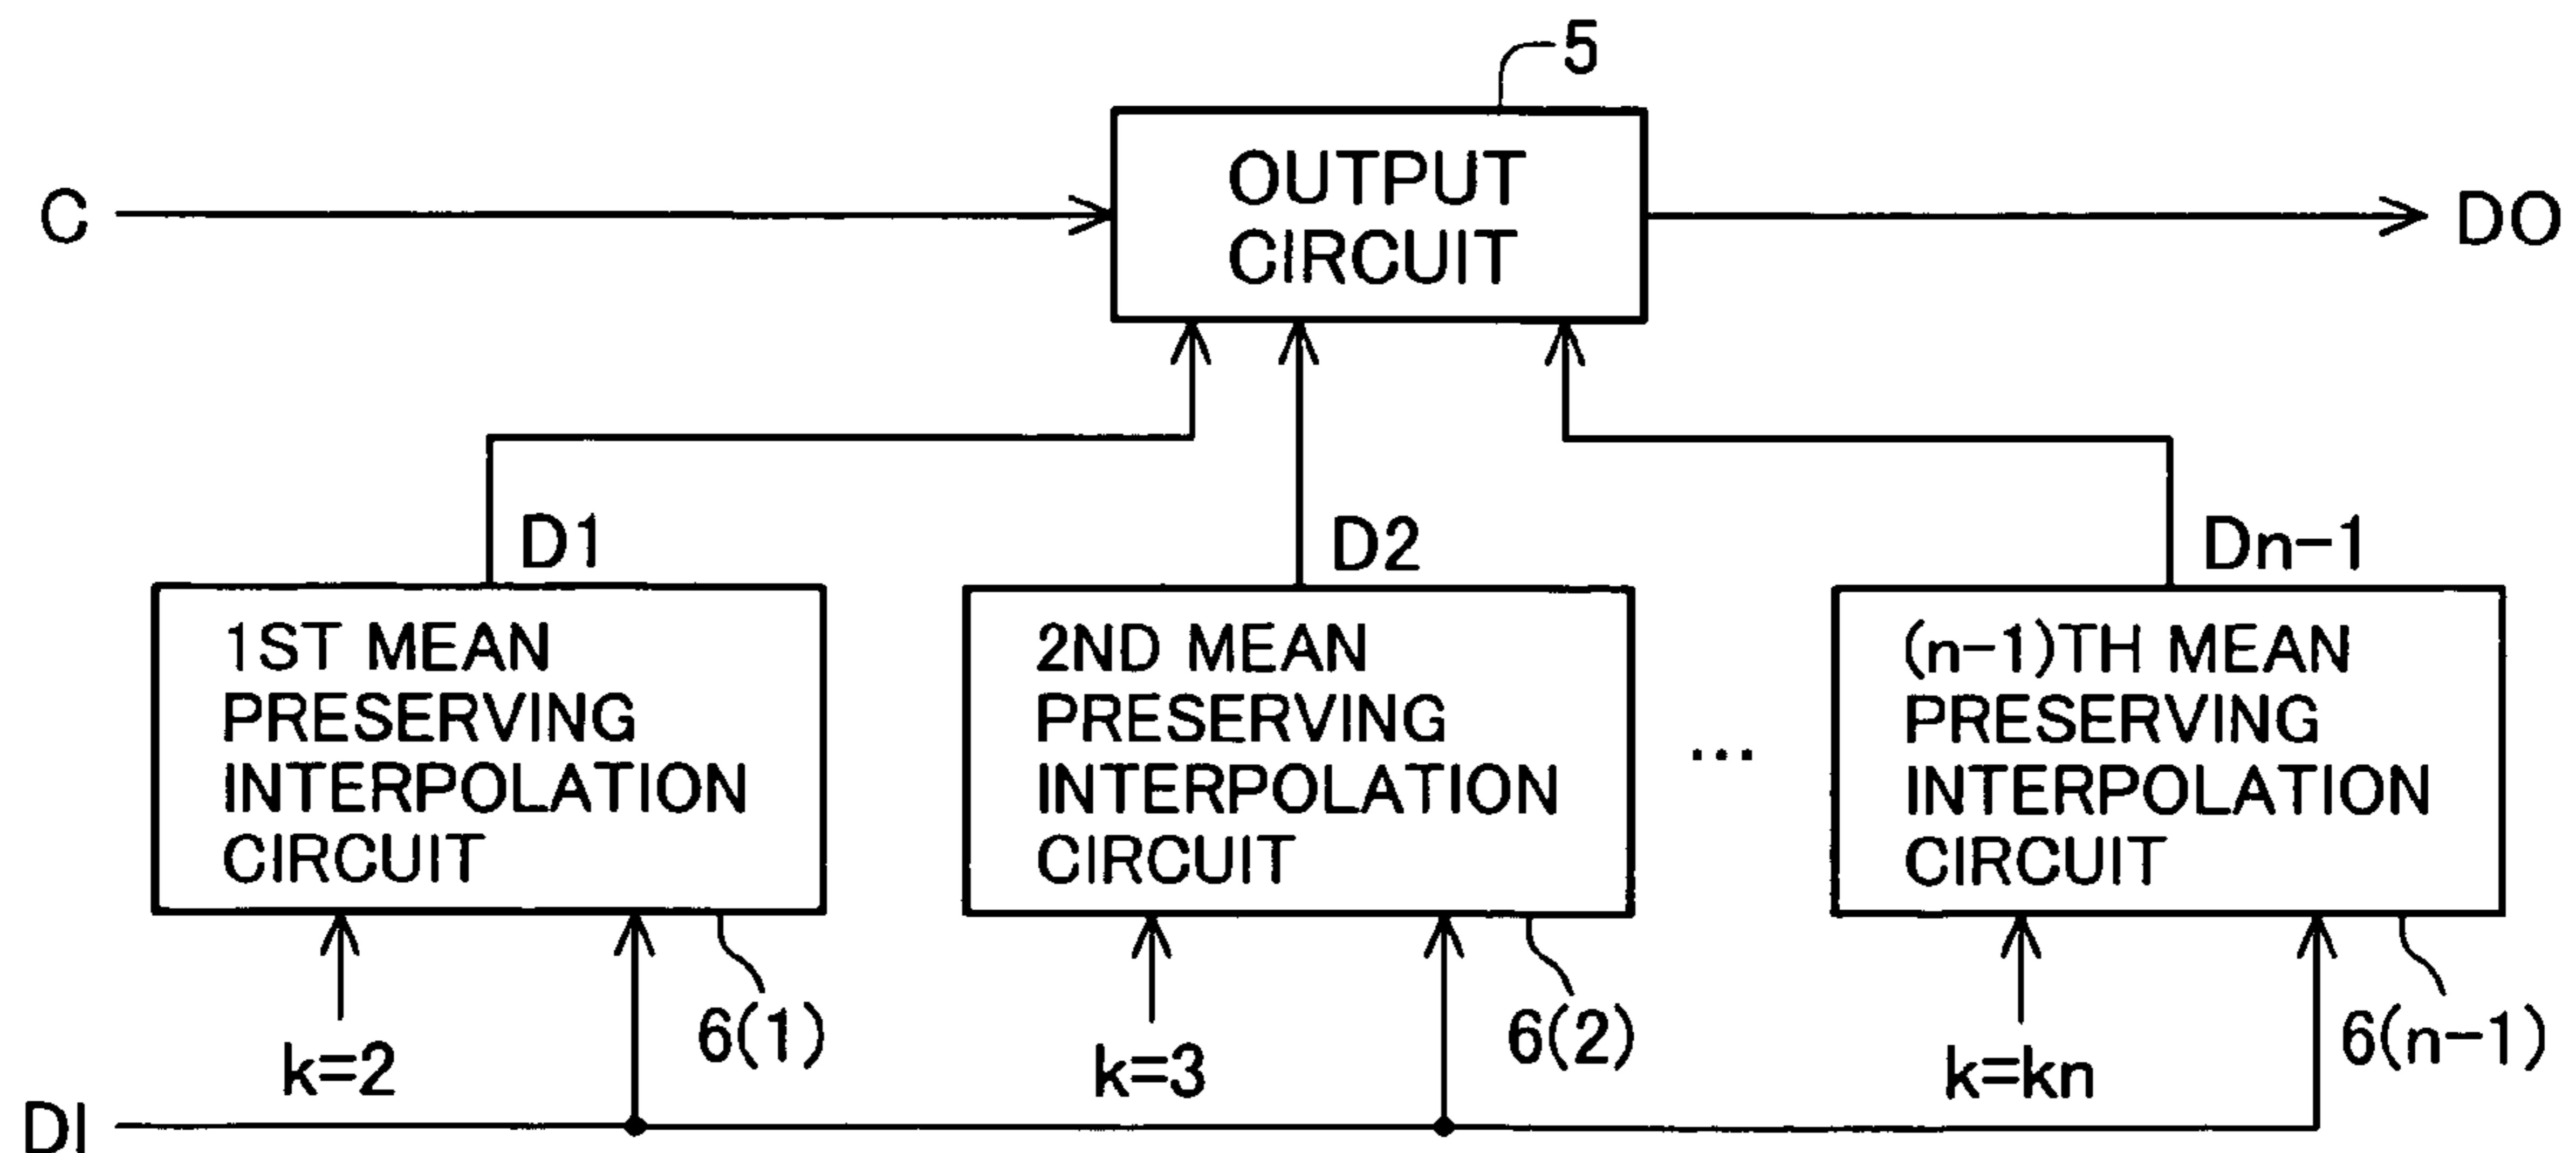 5
OUTPUT
CIRCUIT
C
DO
D1
D2
Dn-1
1ST MEAN
PRESERVING
INTERPOLATION
CIRCUIT
2ND MEAN
PRESERVING
INTERPOLATION
CIRCUIT
...
(n-1)TH MEAN
PRESERVING
INTERPOLATION
CIRCUIT
k=2
6(1)
k=3
6(2)
k=kn
6(n-1)
DI